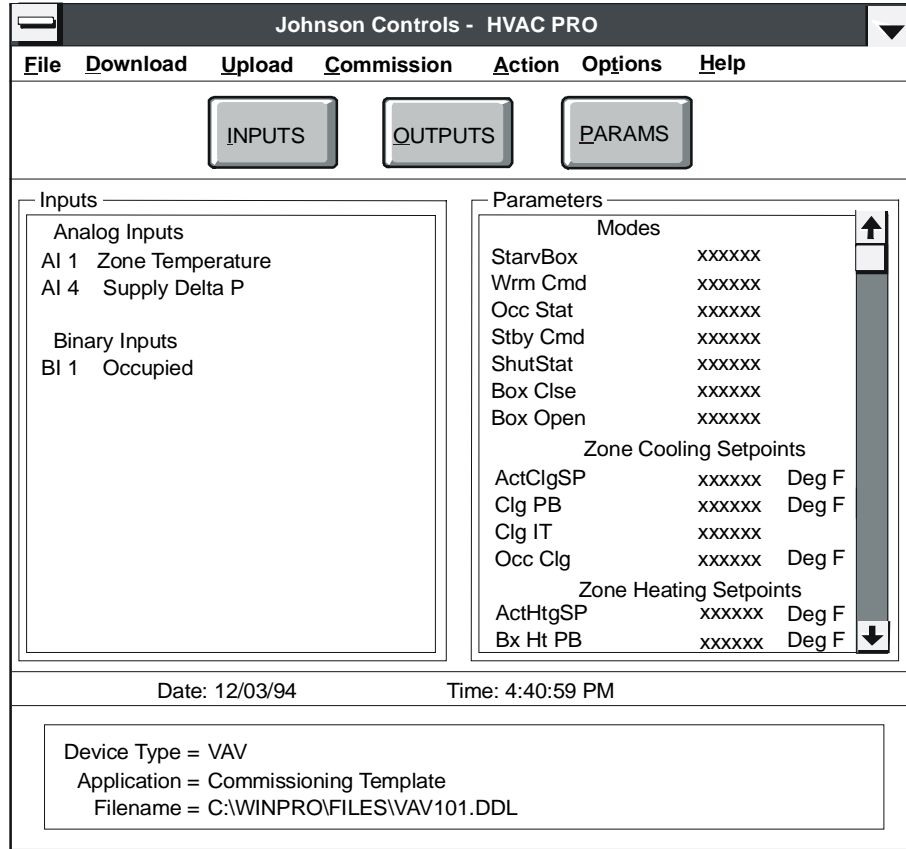 Johnson Controls - HVAC PRO
File Download Upload Commission Action Options Help
INPUTS OUTPUTS PARAMS
Inputs
Analog Inputs
AI 1 Zone Temperature
AI 4 Supply Delta P
Binary Inputs
BI 1 Occupied
Parameters
Modes
StarvBox xxxxxx
Wrm Cmd xxxxxx
Occ Stat xxxxxx
Stby Cmd xxxxxx
ShutStat xxxxxx
Box Clse xxxxxx
Box Open xxxxxx
Zone Cooling Setpoints
ActClgSP xxxxxx Deg F
Clg PB xxxxxx Deg F
Clg IT xxxxxx
Occ Clg xxxxxx Deg F
Zone Heating Setpoints
ActHtgSP xxxxxx Deg F
Bx Ht PB xxxxxx Deg F
Date: 12/03/94 Time: 4:40:59 PM
Device Type = VAV
Application = Commissioning Template
Filename = C:\WINPRO\FILES\VAV101.DDL